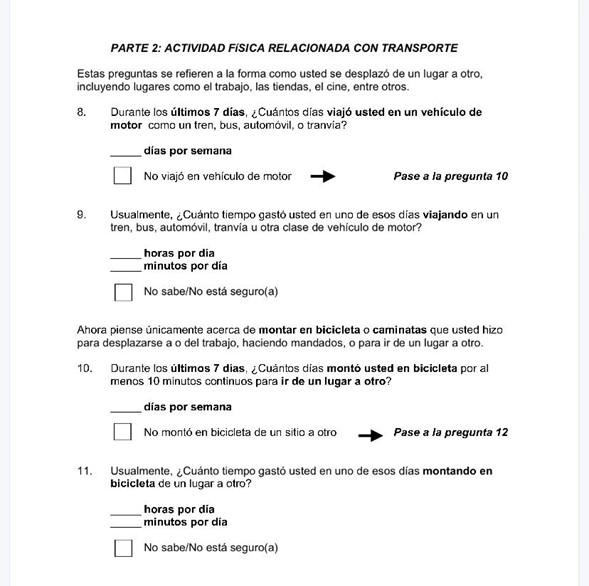 PARTE 2: ACTIVIDAD FÍSICA RELACIONADA CON TRANSPORTE
Estas preguntas se refieren a la forma como usted se desplazó de un lugar a otro,
incluyendo lugares como el trabajo, las tiendas, el cine, entre otros.
8. Durante los últimos 7 días, ¿Cuántos días viajó usted en un vehículo de
motor como un tren, bus, automóvil, o tranvía?
_____ días por semana
No viajó en vehículo de motor Pase a la pregunta 10
9. Usualmente, ¿Cuánto tiempo gastó usted en uno de esos días viajando en un
tren, bus, automóvil, tranvía u otra clase de vehículo de motor?
_____ horas por día
_____ minutos por día
No sabe/No está seguro(a)
Ahora piense únicamente acerca de montar en bicicleta o caminatas que usted hizo
para desplazarse a o del trabajo, haciendo mandados, o para ir de un lugar a otro.
10. Durante los últimos 7 días, ¿Cuántos días montó usted en bicicleta por al
menos 10 minutos continuos para ir de un lugar a otro?
_____ días por semana
No montó en bicicleta de un sitio a otro Pase a la pregunta 12
11. Usualmente, ¿Cuánto tiempo gastó usted en uno de esos días montando en
bicicleta de un lugar a otro?
_____ horas por día
_____ minutos por día
No sabe/No está seguro(a)